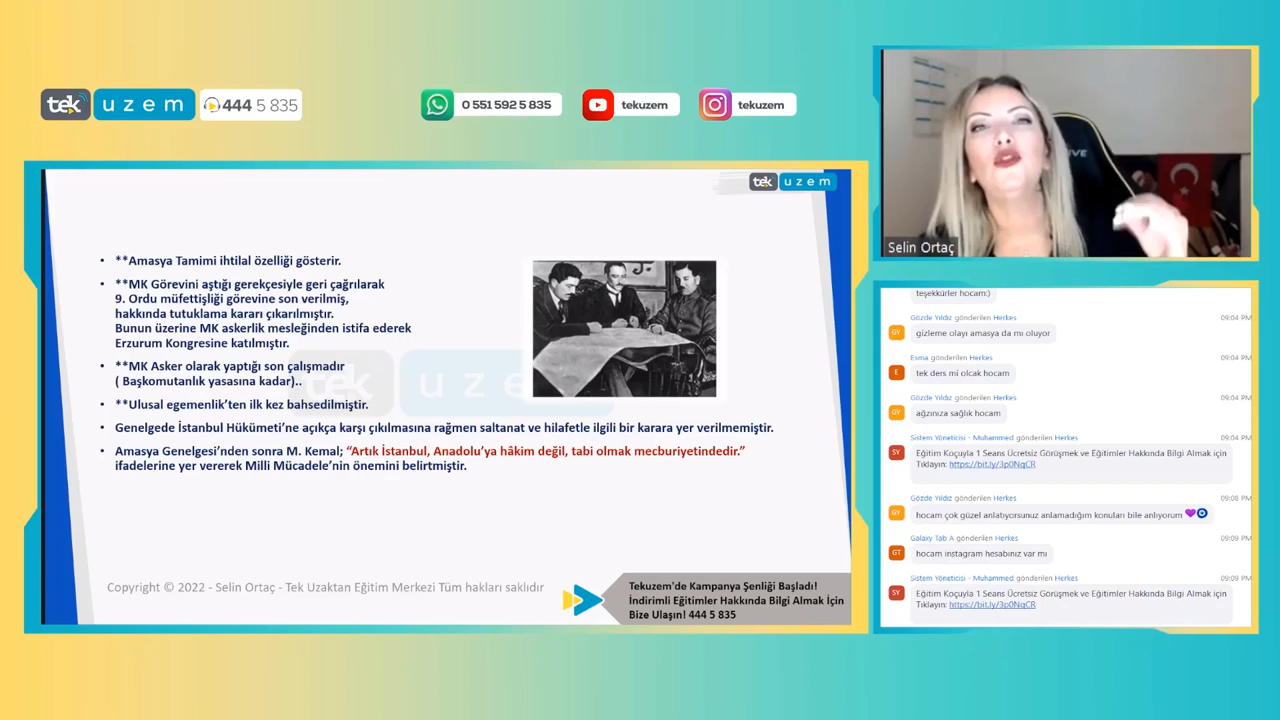 tek uzem 444 5 835
0 551 592 5 835
tekuzem
tekuzem
tek uzem
• **Amasya Tamimi ihtilal özelliği gösterir.
• **MK Görevini aştığı gerekçesiyle geri çağrılarak
9. Ordu müfettişliği görevine son verilmiş,
hakkında tutuklama kararı çıkarılmıştır.
Bunun üzerine MK askerlik mesleğinden istifa ederek
Erzurum Kongresine katılmıştır.
• **MK Asker olarak yaptığı son çalışmadır
( Başkomutanlık yasasına kadar)..
• **Ulusal egemenlik’ten ilk kez bahsedilmiştir.
• Genelgede İstanbul Hükümeti’ne açıkça karşı çıkılmasına rağmen saltanat ve hilafetle ilgili bir karara yer verilmemiştir.
• Amasya Genelgesi’nden sonra M. Kemal; “Artık İstanbul, Anadolu’ya hâkim değil, tabi olmak mecburiyetindedir.”
ifadelerine yer vererek Milli Mücadele’nin önemini belirtmiştir.
tek uze
Copyright © 2022 - Selin Ortaç - Tek Uzaktan Eğitim Merkezi Tüm hakları saklıdır
Tekuzem'de Kampanya Şenliği Başladı!
İndirimli Eğitimler Hakkında Bilgi Almak İçin
Bize Ulaşın! 444 5 835
IVE
Selin Ortaç
teşekkürler hocam:)
Gözde Yıldız gönderilen Herkes 09:04 PM
GY gizleme olayı amasya da mı oluyor
Esma gönderilen Herkes 09:04 PM
E tek ders mi olcak hocam
Gözde Yıldız gönderilen Herkes 09:04 PM
GY ağzınıza sağlık hocam
Sistem Yöneticisi - Muhammed gönderilen Herkes 09:04 PM
SY Eğitim Koçuyla 1 Seans Ücretsiz Görüşmek ve Eğitimler Hakkında Bilgi Almak için
Tıklayın: https://bit.ly/3p0NqCR
Gözde Yıldız gönderilen Herkes 09:08 PM
GY hocam çok güzel anlatıyorsunuz anlamadığım konuları bile anlıyorum 💜🧿
Galaxy Tab A gönderilen Herkes 09:09 PM
GT hocam instagram hesabınız var mı
Sistem Yöneticisi - Muhammed gönderilen Herkes 09:09 PM
SY Eğitim Koçuyla 1 Seans Ücretsiz Görüşmek ve Eğitimler Hakkında Bilgi Almak için
Tıklayın: https://bit.ly/3p0NqCR